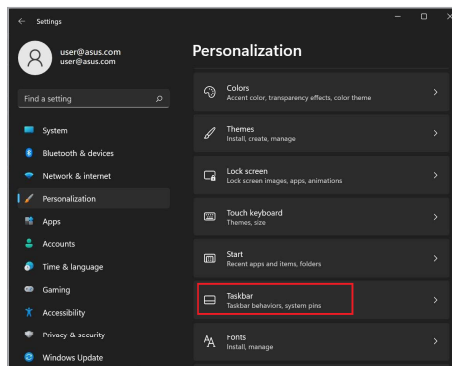 Settings
user@asus.com
user@asus.com
Find a setting
System
Bluetooth & devices
Network & internet
Personalization
Apps
Accounts
Time & language
Gaming
Accessibility
Privacy & security
Windows Update
Personalization
Colors
Accent color, transparency effects, color theme
Themes
Install, create, manage
Lock screen
Lock screen images, apps, animations
Touch keyboard
Themes, size
Start
Recent apps and items, folders
Taskbar
Taskbar behaviors, system pins
Fonts
Install, manage